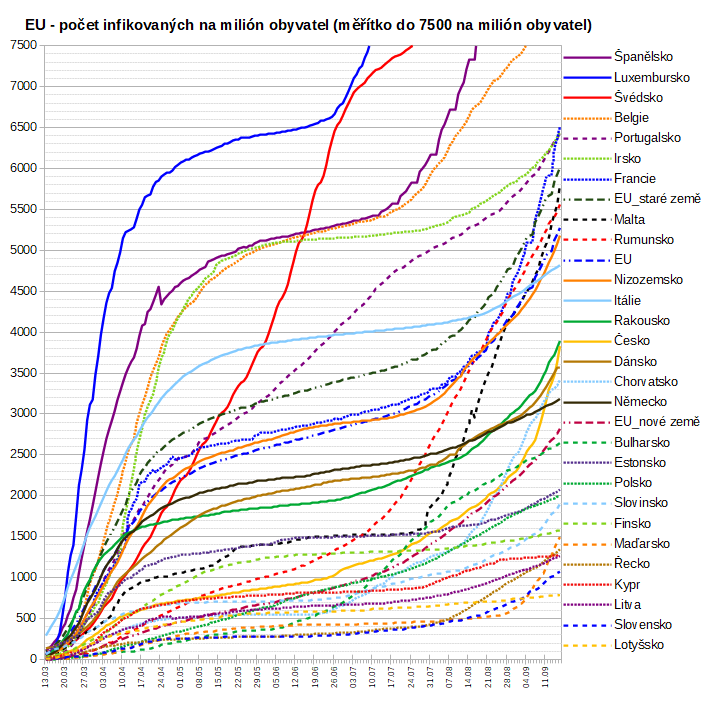 EU - počet infikovaných na milión obyvatel (měřítko do 7500 na milión obyvatel)
7500
7000
6500
6000
5500
5000
4500
4000
3500
3000
2500
2000
1500
1000
500
0
Španělsko
Luxembursko
Švédsko
Belgie
Portugalsko
Irsko
Francie
EU_staré země
Malta
Rumunsko
EU
Nizozemsko
Itálie
Rakousko
Česko
Dánsko
Chorvatsko
Německo
EU_nové země
Bulharsko
Estonsko
Polsko
Slovinsko
Finsko
Maďarsko
Řecko
Kypr
Litva
Slovensko
Lotyšsko
13.03
20.03
27.03
03.04
10.04
17.04
24.04
01.05
08.05
15.05
22.05
29.05
05.06
12.06
19.06
26.06
03.07
10.07
17.07
24.07
31.07
07.08
14.08
21.08
28.08
04.09
11.09